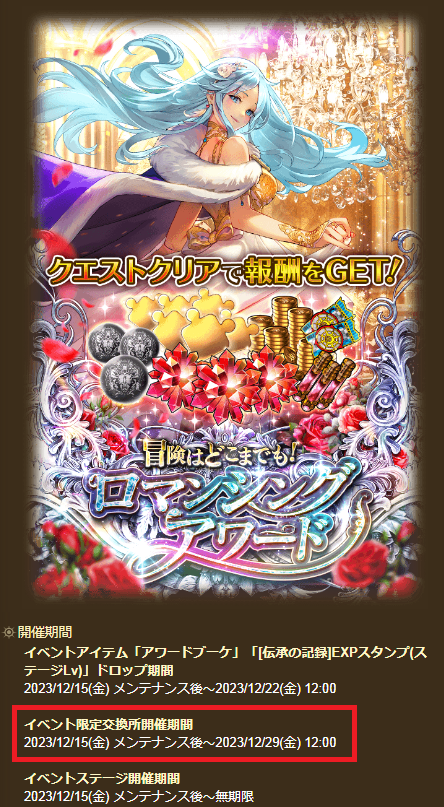 クエストクリアで報酬をGET!
冒険はどこまでも!
ロマンシング
アワード
開催期間
イベントアイテム「アワードブーケ」「[伝承の記録]EXPスタンプ(ス
テージLv)」ドロップ期間
2023/12/15(金) メンテナンス後～2023/12/22(金) 12:00
イベント限定交換所開催期間
2023/12/15(金) メンテナンス後～2023/12/29(金) 12:00
イベントステージ開催期間
2023/12/15(金) メンテナンス後～無期限